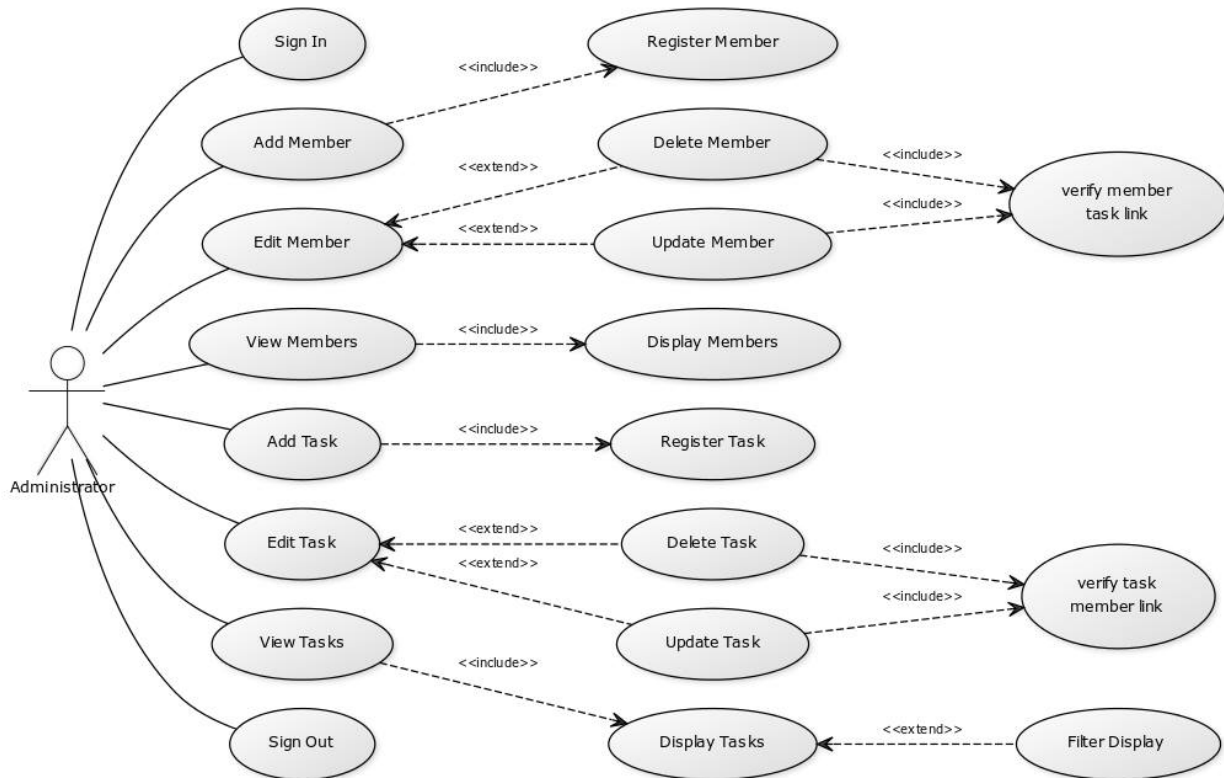 Sign In
Register Member
<<include>>
Add Member
Delete Member
<<extend>>
<<include>>
verify member
task link
Edit Member
<<extend>>
Update Member
<<include>>
View Members
<<include>>
Display Members
Add Task
<<include>>
Register Task
Administrator
Edit Task
<<extend>>
Delete Task
<<include>>
<<extend>>
verify task
member link
<<include>>
View Tasks
Update Task
<<include>>
Sign Out
Display Tasks
<<extend>>
Filter Display